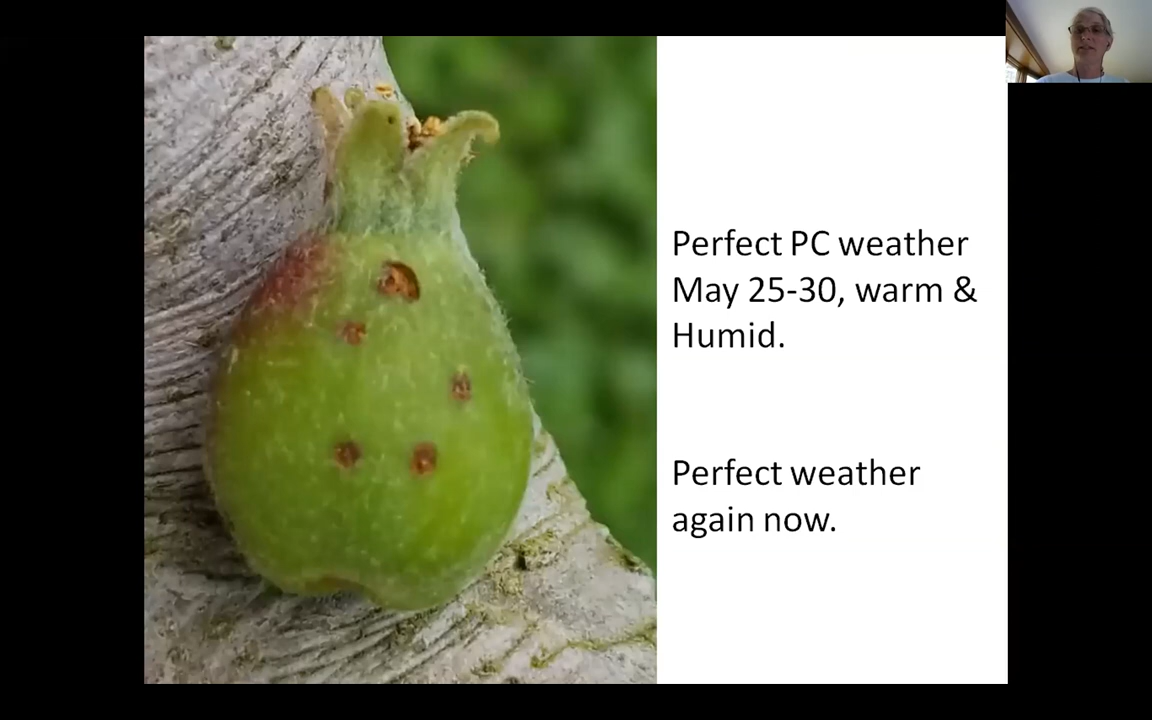 Perfect PC weather
May 25-30, warm &
Humid.
Perfect weather
again now.